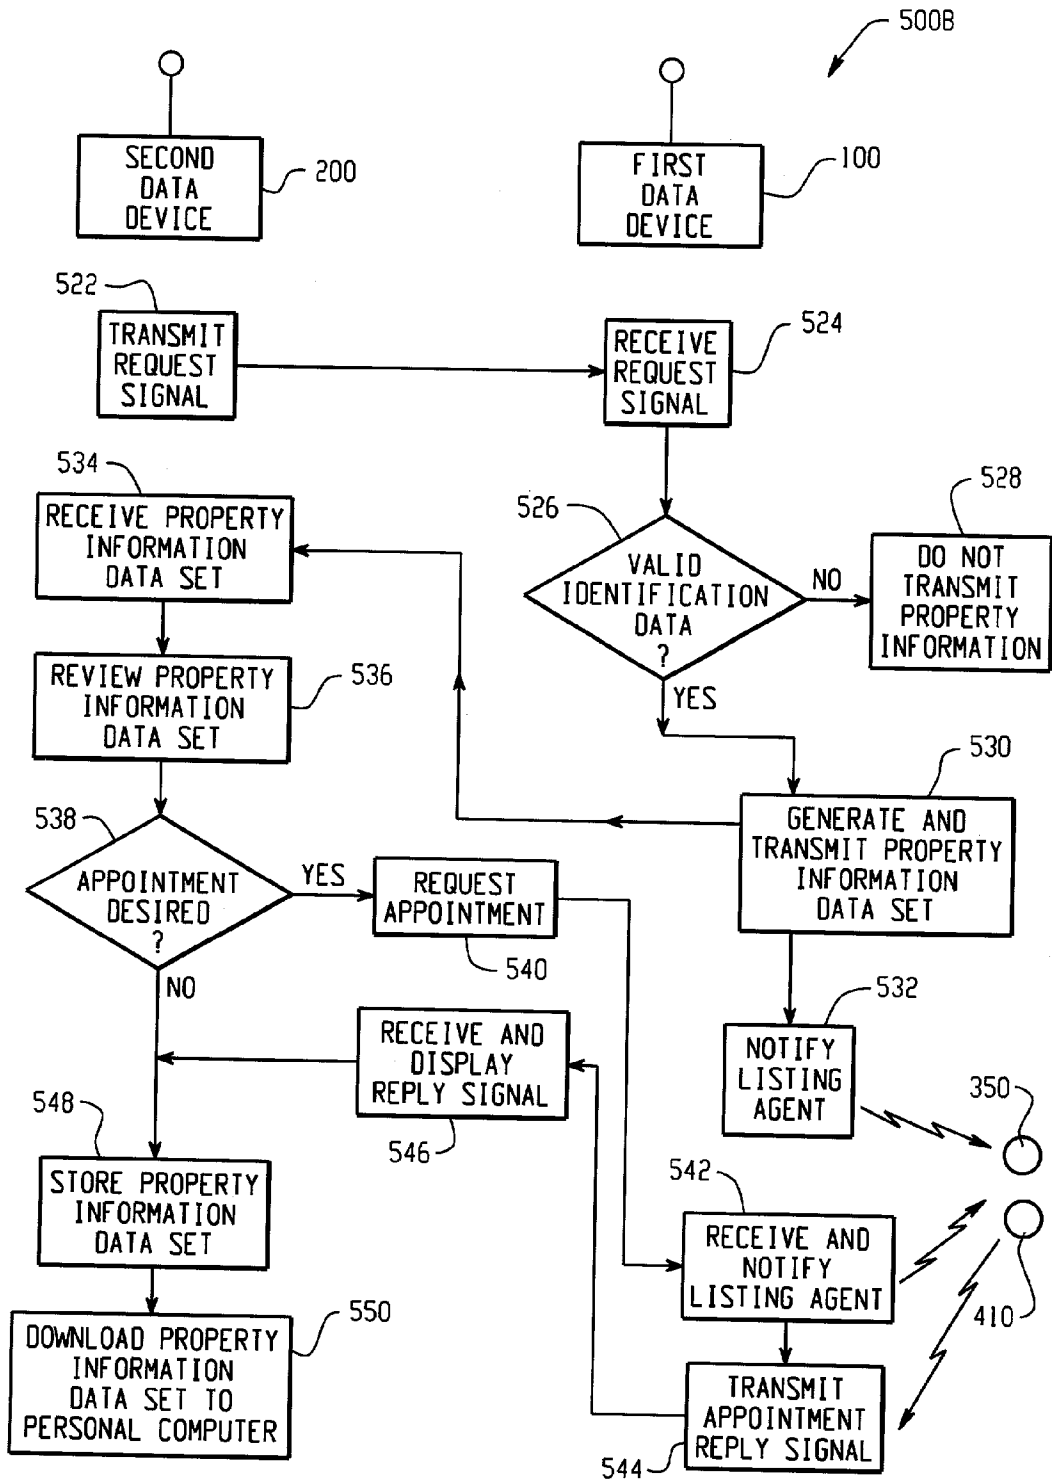 500B
SECOND
DATA
DEVICE
200
FIRST
DATA
DEVICE
100
522
TRANSMIT
REQUEST
SIGNAL
RECEIVE
REQUEST
SIGNAL
524
534
RECEIVE PROPERTY
INFORMATION
DATA SET
526
VALID
IDENTIFICATION
DATA
?
NO
528
DO NOT
TRANSMIT
PROPERTY
INFORMATION
YES
REVIEW PROPERTY
INFORMATION
DATA SET
536
530
GENERATE AND
TRANSMIT PROPERTY
INFORMATION
DATA SET
538
APPOINTMENT
DESIRED
?
YES
REQUEST
APPOINTMENT
540
NO
532
NOTIFY
LISTING
AGENT
350
RECEIVE AND
DISPLAY
REPLY SIGNAL
546
548
STORE PROPERTY
INFORMATION
DATA SET
542
RECEIVE AND
NOTIFY
LISTING AGENT
410
550
DOWNLOAD PROPERTY
INFORMATION
DATA SET TO
PERSONAL COMPUTER
TRANSMIT
APPOINTMENT
REPLY SIGNAL
544